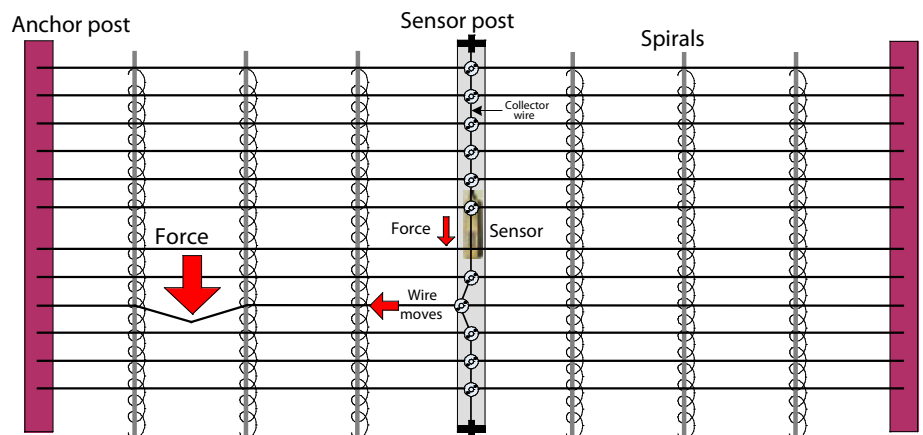 Anchor post
Sensor post
Spirals
Collector
wire
Force
Force
Sensor
Wire
moves